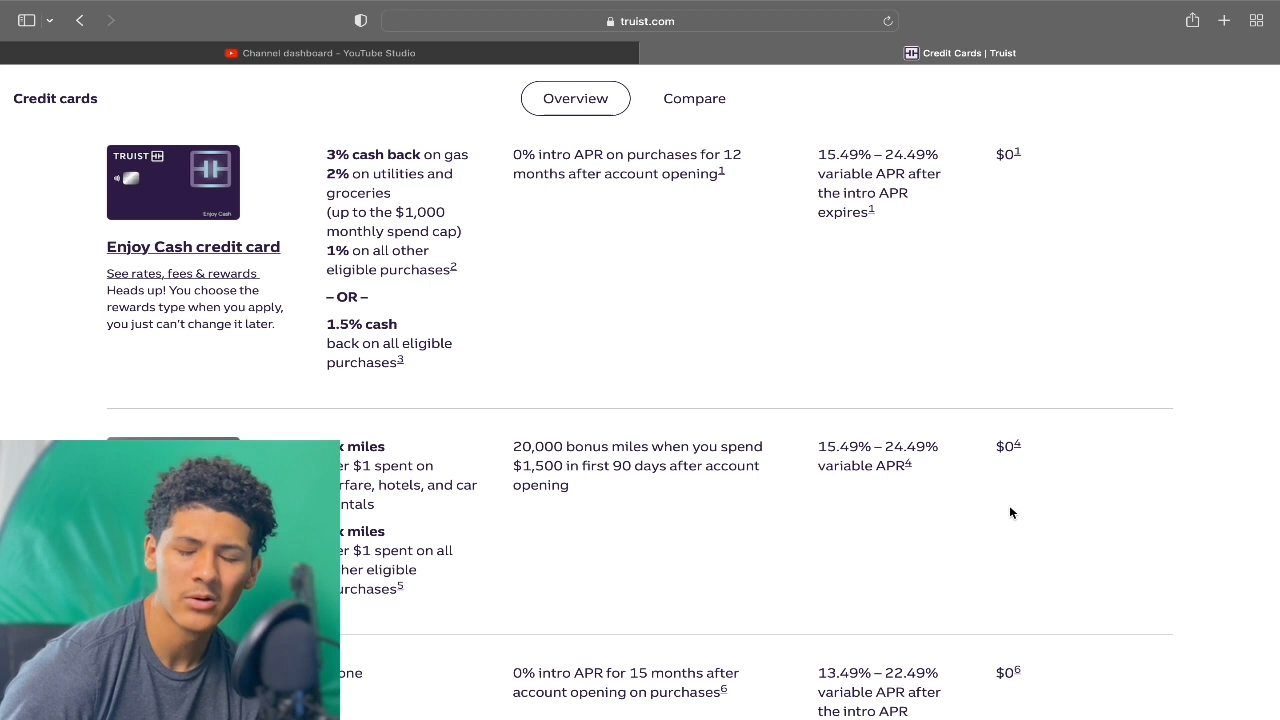 truist.com
Channel dashboard - YouTube Studio
Credit Cards | Truist
Credit cards
Overview
Compare
TRUIST
Enjoy Cash
Enjoy Cash credit card
See rates, fees & rewards
Heads up! You choose the
rewards type when you apply,
you just can't change it later.
3% cash back on gas
2% on utilities and
groceries
(up to the $1,000
monthly spend cap)
1% on all other
eligible purchases2
– OR –
1.5% cash
back on all eligible
purchases3
0% intro APR on purchases for 12
months after account opening1
15.49% – 24.49%
variable APR after
the intro APR
expires1
$01
miles
$1 spent on
hotels, and car
miles
$1 spent on all
eligible
5
20,000 bonus miles when you spend
$1,500 in first 90 days after account
opening
15.49% – 24.49%
variable APR4
$04
0% intro APR for 15 months after
account opening on purchases6
13.49% – 22.49%
variable APR after
the intro APR
$06